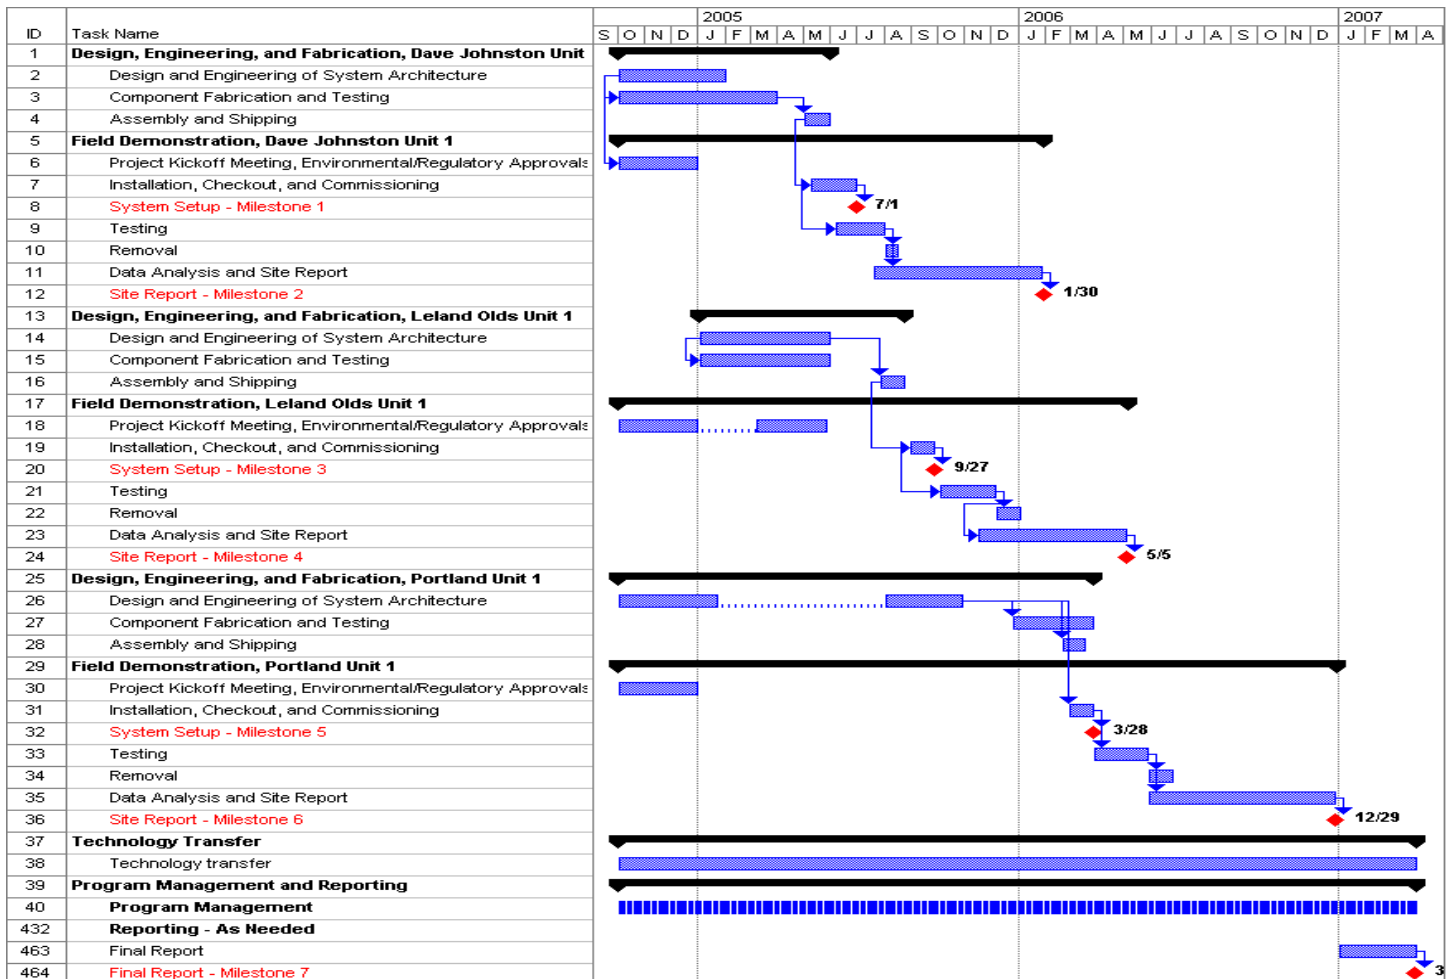 2005 2006 2007
ID Task Name S O N D J F M A M J J A S O N D J F M A M J J A S O N D J F M A
1 Design, Engineering, and Fabrication, Dave Johnston Unit
2 Design and Engineering of System Architecture
3 Component Fabrication and Testing
4 Assembly and Shipping
5 Field Demonstration, Dave Johnston Unit 1
6 Project Kickoff Meeting, Environmental/Regulatory Approvals
7 Installation, Checkout, and Commissioning
8 System Setup - Milestone 1 7/1
9 Testing
10 Removal
11 Data Analysis and Site Report
12 Site Report - Milestone 2 1/30
13 Design, Engineering, and Fabrication, Leland Olds Unit 1
14 Design and Engineering of System Architecture
15 Component Fabrication and Testing
16 Assembly and Shipping
17 Field Demonstration, Leland Olds Unit 1
18 Project Kickoff Meeting, Environmental/Regulatory Approvals
19 Installation, Checkout, and Commissioning
20 System Setup - Milestone 3 9/27
21 Testing
22 Removal
23 Data Analysis and Site Report
24 Site Report - Milestone 4 5/5
25 Design, Engineering, and Fabrication, Portland Unit 1
26 Design and Engineering of System Architecture
27 Component Fabrication and Testing
28 Assembly and Shipping
29 Field Demonstration, Portland Unit 1
30 Project Kickoff Meeting, Environmental/Regulatory Approvals
31 Installation, Checkout, and Commissioning
32 System Setup - Milestone 5 3/28
33 Testing
34 Removal
35 Data Analysis and Site Report
36 Site Report - Milestone 6 12/29
37 Technology Transfer
38 Technology transfer
39 Program Management and Reporting
40 Program Management
432 Reporting - As Needed
463 Final Report
464 Final Report - Milestone 7 3